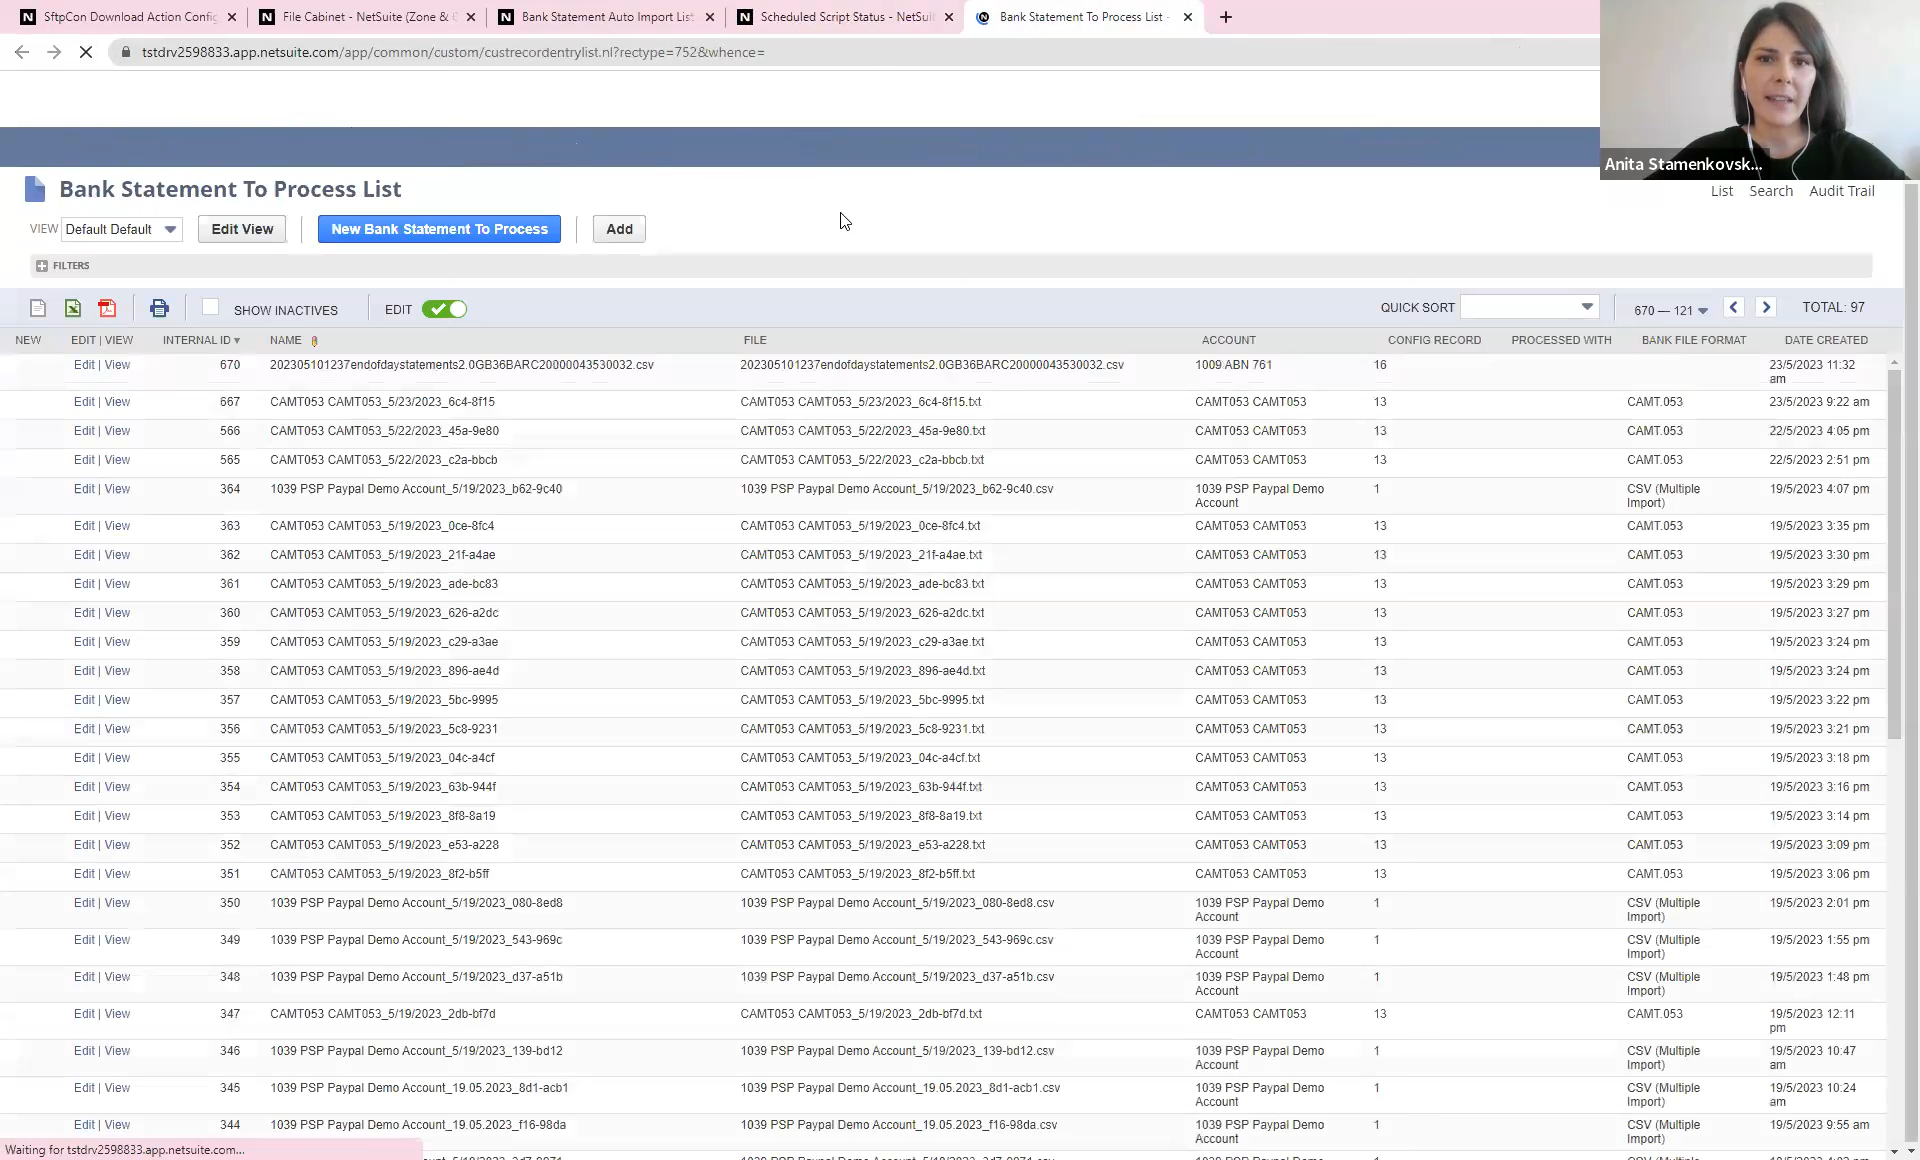 SftpCon Download Action Config
File Cabinet - NetSuite (Zone &
Bank Statement Auto Import List
Scheduled Script Status - NetSuit
Bank Statement To Process List -
tstdrv2598833.app.netsuite.com/app/common/custom/custrecordentrylist.nl?rectype=752&whence=
Anita Stamenkovsk...
Bank Statement To Process List
List Search Audit Trail
VIEW Default Default Edit View New Bank Statement To Process Add
FILTERS
SHOW INACTIVES EDIT QUICK SORT 670 — 121 TOTAL: 97
NEW EDIT | VIEW INTERNAL ID NAME FILE ACCOUNT CONFIG RECORD PROCESSED WITH BANK FILE FORMAT DATE CREATED
Edit | View 670 202305101237endofdaystatements2.0GB36BARC20000043530032.csv 202305101237endofdaystatements2.0GB36BARC20000043530032.csv 1009 ABN 761 16 23/5/2023 11:32
am
Edit | View 667 CAMT053 CAMT053_5/23/2023_6c4-8f15 CAMT053 CAMT053_5/23/2023_6c4-8f15.txt CAMT053 CAMT053 13 CAMT.053 23/5/2023 9:22 am
Edit | View 566 CAMT053 CAMT053_5/22/2023_45a-9e80 CAMT053 CAMT053_5/22/2023_45a-9e80.txt CAMT053 CAMT053 13 CAMT.053 22/5/2023 4:05 pm
Edit | View 565 CAMT053 CAMT053_5/22/2023_c2a-bbcb CAMT053 CAMT053_5/22/2023_c2a-bbcb.txt CAMT053 CAMT053 13 CAMT.053 22/5/2023 2:51 pm
Edit | View 364 1039 PSP Paypal Demo Account_5/19/2023_b62-9c40 1039 PSP Paypal Demo Account_5/19/2023_b62-9c40.csv 1039 PSP Paypal Demo 1 CSV (Multiple 19/5/2023 4:07 pm
Account Import)
Edit | View 363 CAMT053 CAMT053_5/19/2023_0ce-8fc4 CAMT053 CAMT053_5/19/2023_0ce-8fc4.txt CAMT053 CAMT053 13 CAMT.053 19/5/2023 3:35 pm
Edit | View 362 CAMT053 CAMT053_5/19/2023_21f-a4ae CAMT053 CAMT053_5/19/2023_21f-a4ae.txt CAMT053 CAMT053 13 CAMT.053 19/5/2023 3:30 pm
Edit | View 361 CAMT053 CAMT053_5/19/2023_ade-bc83 CAMT053 CAMT053_5/19/2023_ade-bc83.txt CAMT053 CAMT053 13 CAMT.053 19/5/2023 3:29 pm
Edit | View 360 CAMT053 CAMT053_5/19/2023_626-a2dc CAMT053 CAMT053_5/19/2023_626-a2dc.txt CAMT053 CAMT053 13 CAMT.053 19/5/2023 3:27 pm
Edit | View 359 CAMT053 CAMT053_5/19/2023_c29-a3ae CAMT053 CAMT053_5/19/2023_c29-a3ae.txt CAMT053 CAMT053 13 CAMT.053 19/5/2023 3:24 pm
Edit | View 358 CAMT053 CAMT053_5/19/2023_896-ae4d CAMT053 CAMT053_5/19/2023_896-ae4d.txt CAMT053 CAMT053 13 CAMT.053 19/5/2023 3:24 pm
Edit | View 357 CAMT053 CAMT053_5/19/2023_5bc-9995 CAMT053 CAMT053_5/19/2023_5bc-9995.txt CAMT053 CAMT053 13 CAMT.053 19/5/2023 3:22 pm
Edit | View 356 CAMT053 CAMT053_5/19/2023_5c8-9231 CAMT053 CAMT053_5/19/2023_5c8-9231.txt CAMT053 CAMT053 13 CAMT.053 19/5/2023 3:21 pm
Edit | View 355 CAMT053 CAMT053_5/19/2023_04c-a4cf CAMT053 CAMT053_5/19/2023_04c-a4cf.txt CAMT053 CAMT053 13 CAMT.053 19/5/2023 3:18 pm
Edit | View 354 CAMT053 CAMT053_5/19/2023_63b-944f CAMT053 CAMT053_5/19/2023_63b-944f.txt CAMT053 CAMT053 13 CAMT.053 19/5/2023 3:16 pm
Edit | View 353 CAMT053 CAMT053_5/19/2023_8f8-8a19 CAMT053 CAMT053_5/19/2023_8f8-8a19.txt CAMT053 CAMT053 13 CAMT.053 19/5/2023 3:14 pm
Edit | View 352 CAMT053 CAMT053_5/19/2023_e53-a228 CAMT053 CAMT053_5/19/2023_e53-a228.txt CAMT053 CAMT053 13 CAMT.053 19/5/2023 3:09 pm
Edit | View 351 CAMT053 CAMT053_5/19/2023_8f2-b5ff CAMT053 CAMT053_5/19/2023_8f2-b5ff.txt CAMT053 CAMT053 13 CAMT.053 19/5/2023 3:06 pm
Edit | View 350 1039 PSP Paypal Demo Account_5/19/2023_080-8ed8 1039 PSP Paypal Demo Account_5/19/2023_080-8ed8.csv 1039 PSP Paypal Demo 1 CSV (Multiple 19/5/2023 2:01 pm
Account Import)
Edit | View 349 1039 PSP Paypal Demo Account_5/19/2023_543-969c 1039 PSP Paypal Demo Account_5/19/2023_543-969c.csv 1039 PSP Paypal Demo 1 CSV (Multiple 19/5/2023 1:55 pm
Account Import)
Edit | View 348 1039 PSP Paypal Demo Account_5/19/2023_d37-a51b 1039 PSP Paypal Demo Account_5/19/2023_d37-a51b.csv 1039 PSP Paypal Demo 1 CSV (Multiple 19/5/2023 1:48 pm
Account Import)
Edit | View 347 CAMT053 CAMT053_5/19/2023_2db-bf7d CAMT053 CAMT053_5/19/2023_2db-bf7d.txt CAMT053 CAMT053 13 CAMT.053 19/5/2023 12:11
pm
Edit | View 346 1039 PSP Paypal Demo Account_5/19/2023_139-bd12 1039 PSP Paypal Demo Account_5/19/2023_139-bd12.csv 1039 PSP Paypal Demo 1 CSV (Multiple 19/5/2023 10:47
Account Import) am
Edit | View 345 1039 PSP Paypal Demo Account_19.05.2023_8d1-acb1 1039 PSP Paypal Demo Account_19.05.2023_8d1-acb1.csv 1039 PSP Paypal Demo 1 CSV (Multiple 19/5/2023 10:24
Account Import) am
Edit | View 344 1039 PSP Paypal Demo Account_19.05.2023_f16-98da 1039 PSP Paypal Demo Account_19.05.2023_f16-98da.csv 1039 PSP Paypal Demo 1 CSV (Multiple 19/5/2023 9:55 am
Account Import)
Waiting for tstdrv2598833.app.netsuite.com...